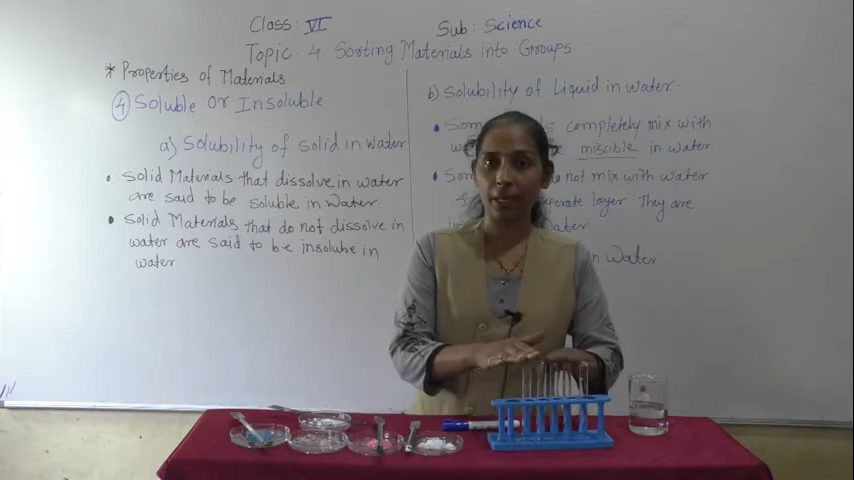 Class: VI Sub: Science
Topic. 4 Sorting Materials into Groups
* Properties of Materials
④ Soluble or Insoluble
a) Solubility of solid in Water
• Solid Materials that dissolve in water
are said to be soluble in Water
• Solid Materials that do not dissolve in
water are said to be insoluble in
water
b) Solubility of Liquid in water
• Som completely mix with
miscible in water
• Som not mix with water
seperate layer They are
water
in Water